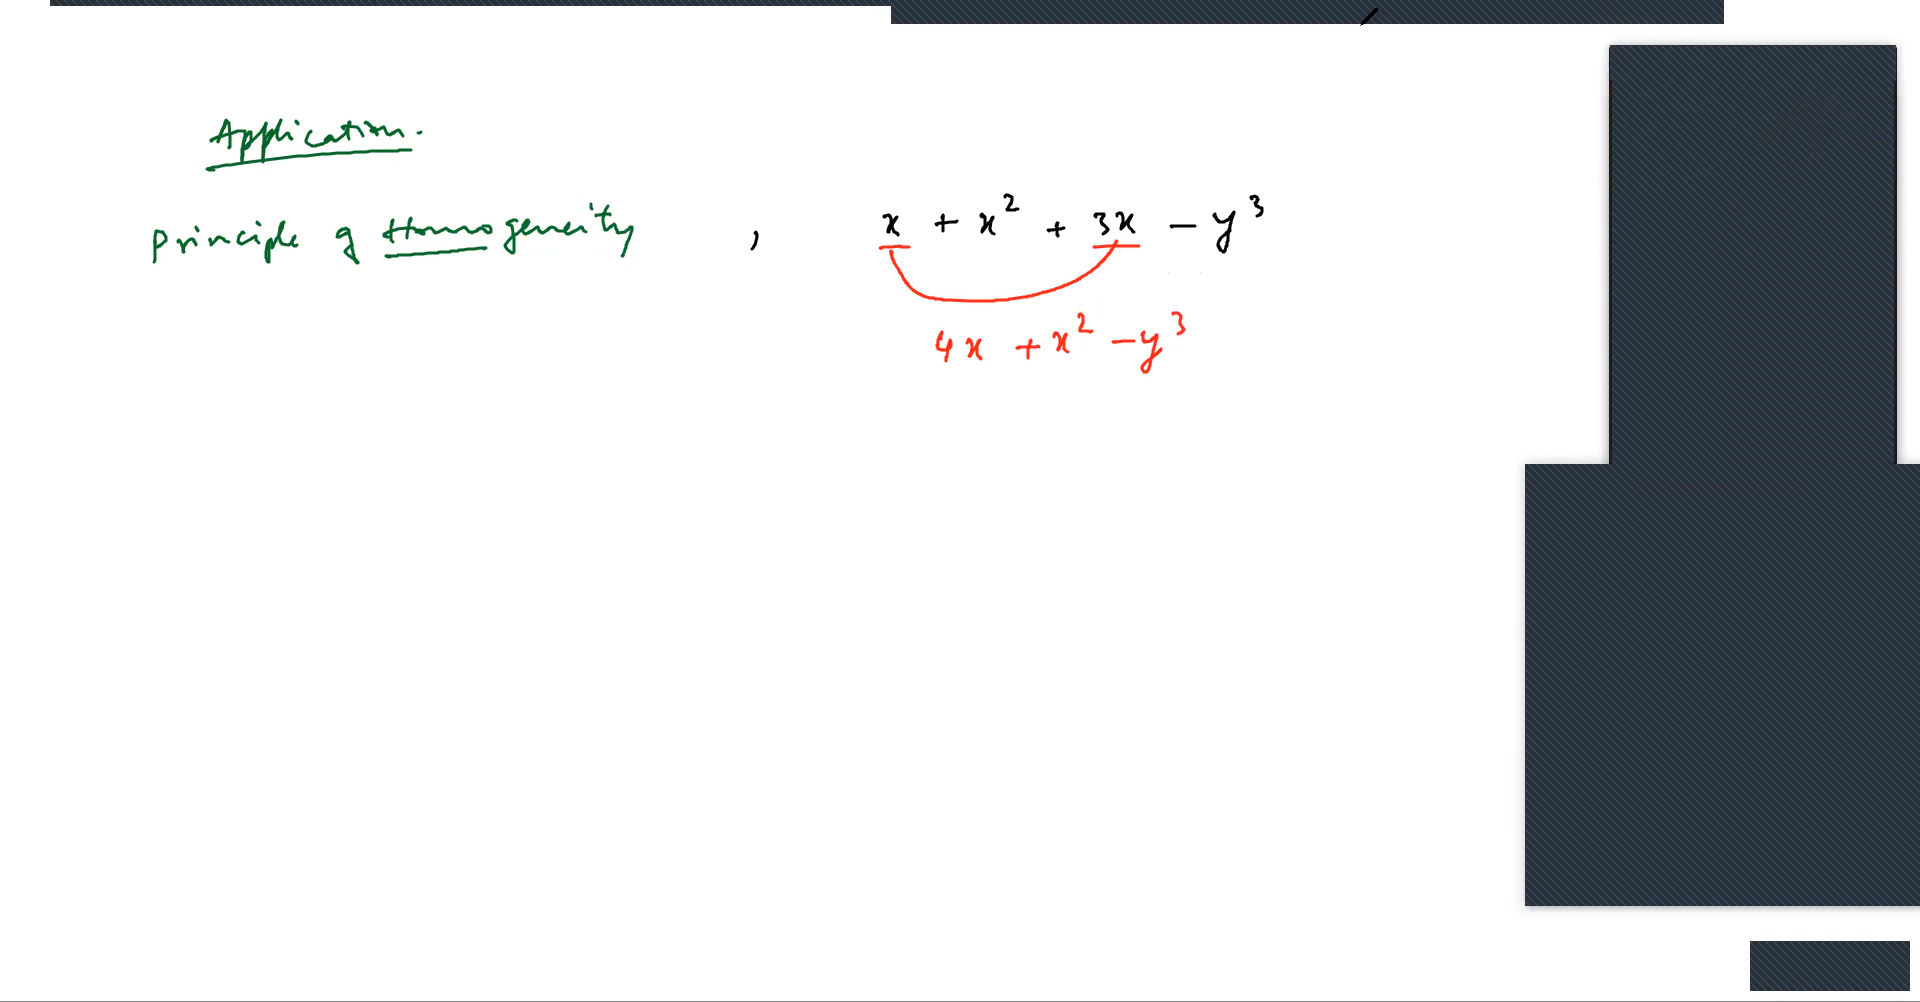 Application.
principle of Homogeneity , x + x² + 3x - y³
4x + x² - y³